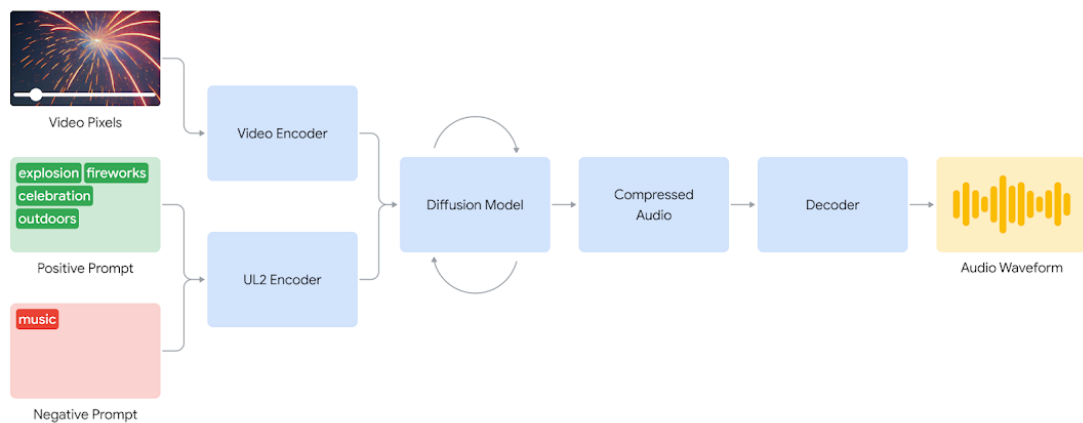 Video Pixels
explosion fireworks
celebration
outdoors
Positive Prompt
music
Negative Prompt
Video Encoder
UL2 Encoder
Diffusion Model
Compressed
Audio
Decoder
Audio Waveform